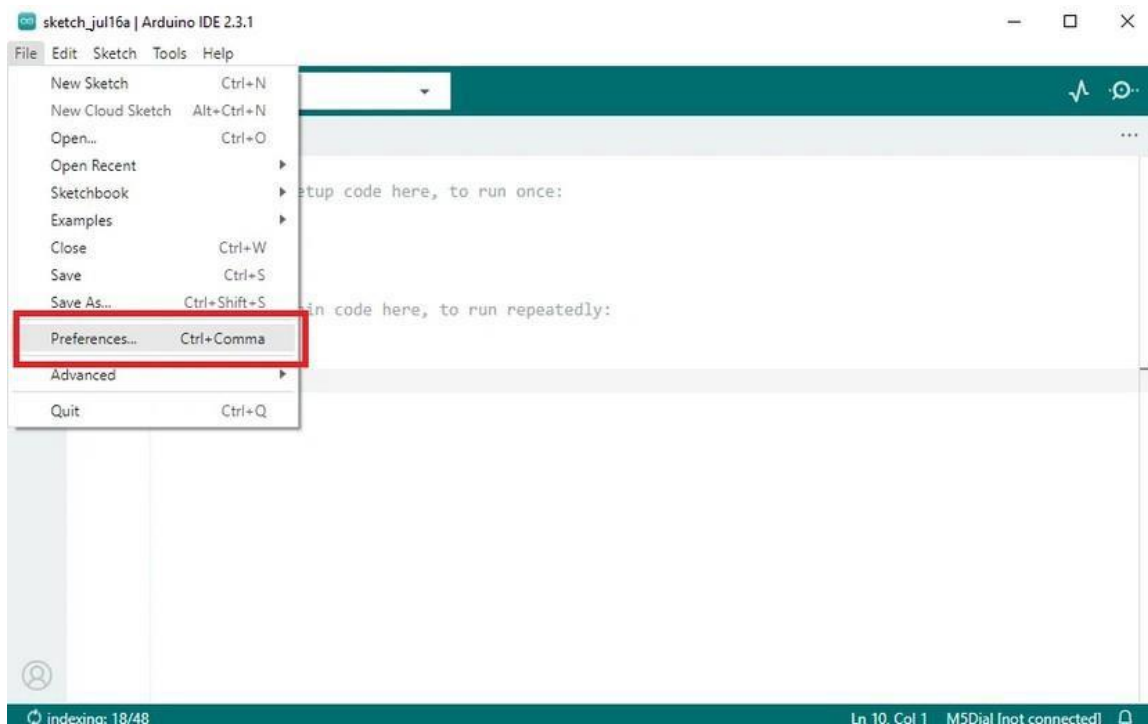 sketch_jul16a | Arduino IDE 2.3.1
File Edit Sketch Tools Help
New Sketch Ctrl+N
New Cloud Sketch Alt+Ctrl+N
Open... Ctrl+O
Open Recent
Sketchbook
etup code here, to run once:
Examples
Close Ctrl+W
Save Ctrl+S
Save As... Ctrl+Shift+S
in code here, to run repeatedly:
Preferences... Ctrl+Comma
Advanced
Quit Ctrl+Q
indexing: 18/48 Ln 10, Col 1 M5Dial [not connected]